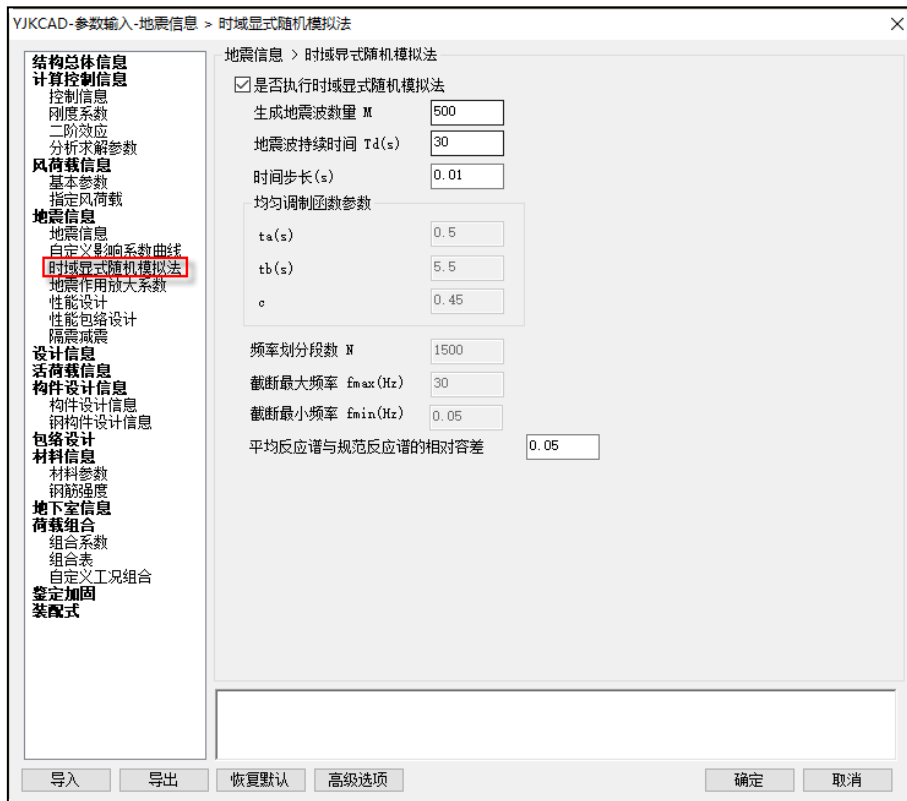 YJKCAD-参数输入-地震信息 > 时域显式随机模拟法
结构总体信息
计算控制信息
控制信息
刚度系数
二阶效应
分析求解参数
风荷载信息
基本参数
指定风荷载
地震信息
地震信息
自定义影响系数曲线
时域显式随机模拟法
地震作用放大系数
性能设计
性能包络设计
隔震减震
设计信息
活荷载信息
构件设计信息
构件设计信息
钢构件设计信息
包络设计
材料信息
材料参数
钢筋强度
地下室信息
荷载组合
组合系数
组合表
自定义工况组合
鉴定加固
装配式
地震信息 > 时域显式随机模拟法
是否执行时域显式随机模拟法
生成地震波数量 M 500
地震波持续时间 Td(s) 30
时间步长(s) 0.01
均匀调制函数参数
ta(s) 0.5
tb(s) 5.5
c 0.45
频率划分段数 N 1500
截断最大频率 fmax(Hz) 30
截断最小频率 fmin(Hz) 0.05
平均反应谱与规范反应谱的相对容差 0.05
导入 导出 恢复默认 高级选项 确定 取消